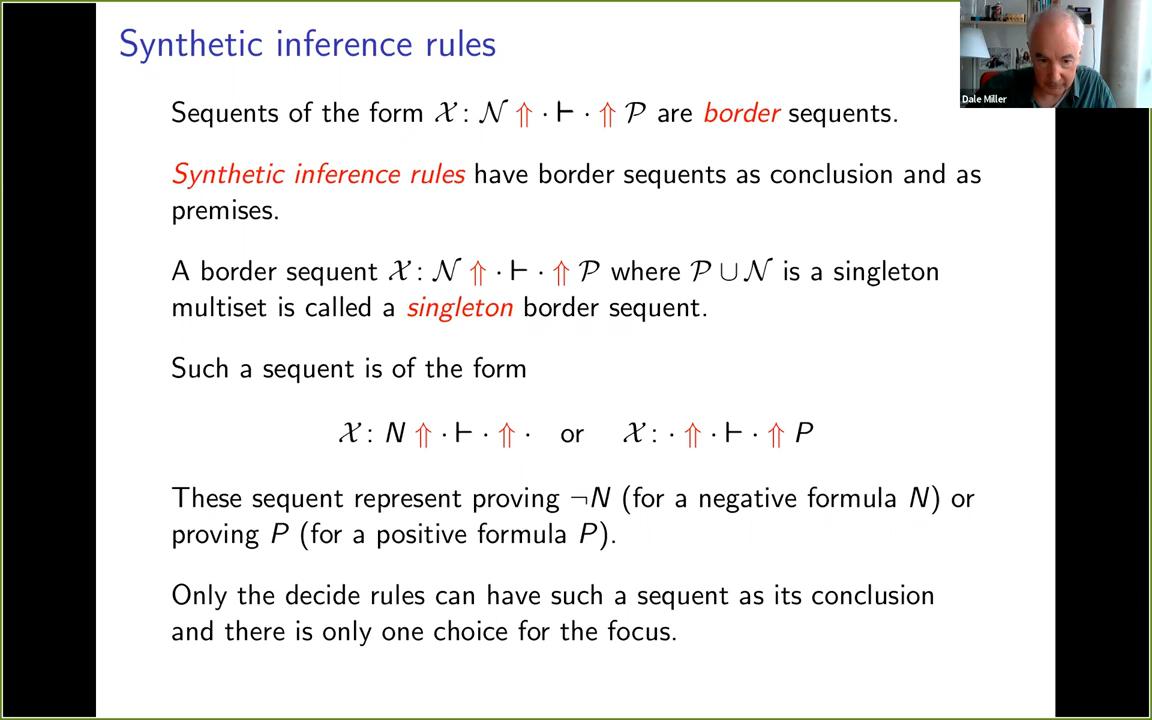 Synthetic inference rules
Dale Miller
Sequents of the form 𝒳 : 𝒩 ⇑ · ⊢ · ⇑ 𝒫 are border sequents.
Synthetic inference rules have border sequents as conclusion and as
premises.
A border sequent 𝒳 : 𝒩 ⇑ · ⊢ · ⇑ 𝒫 where 𝒫 ∪ 𝒩 is a singleton
multiset is called a singleton border sequent.
Such a sequent is of the form
𝒳 : N ⇑ · ⊢ · ⇑ · or 𝒳 : · ⇑ · ⊢ · ⇑ P
These sequent represent proving ¬N (for a negative formula N) or
proving P (for a positive formula P).
Only the decide rules can have such a sequent as its conclusion
and there is only one choice for the focus.